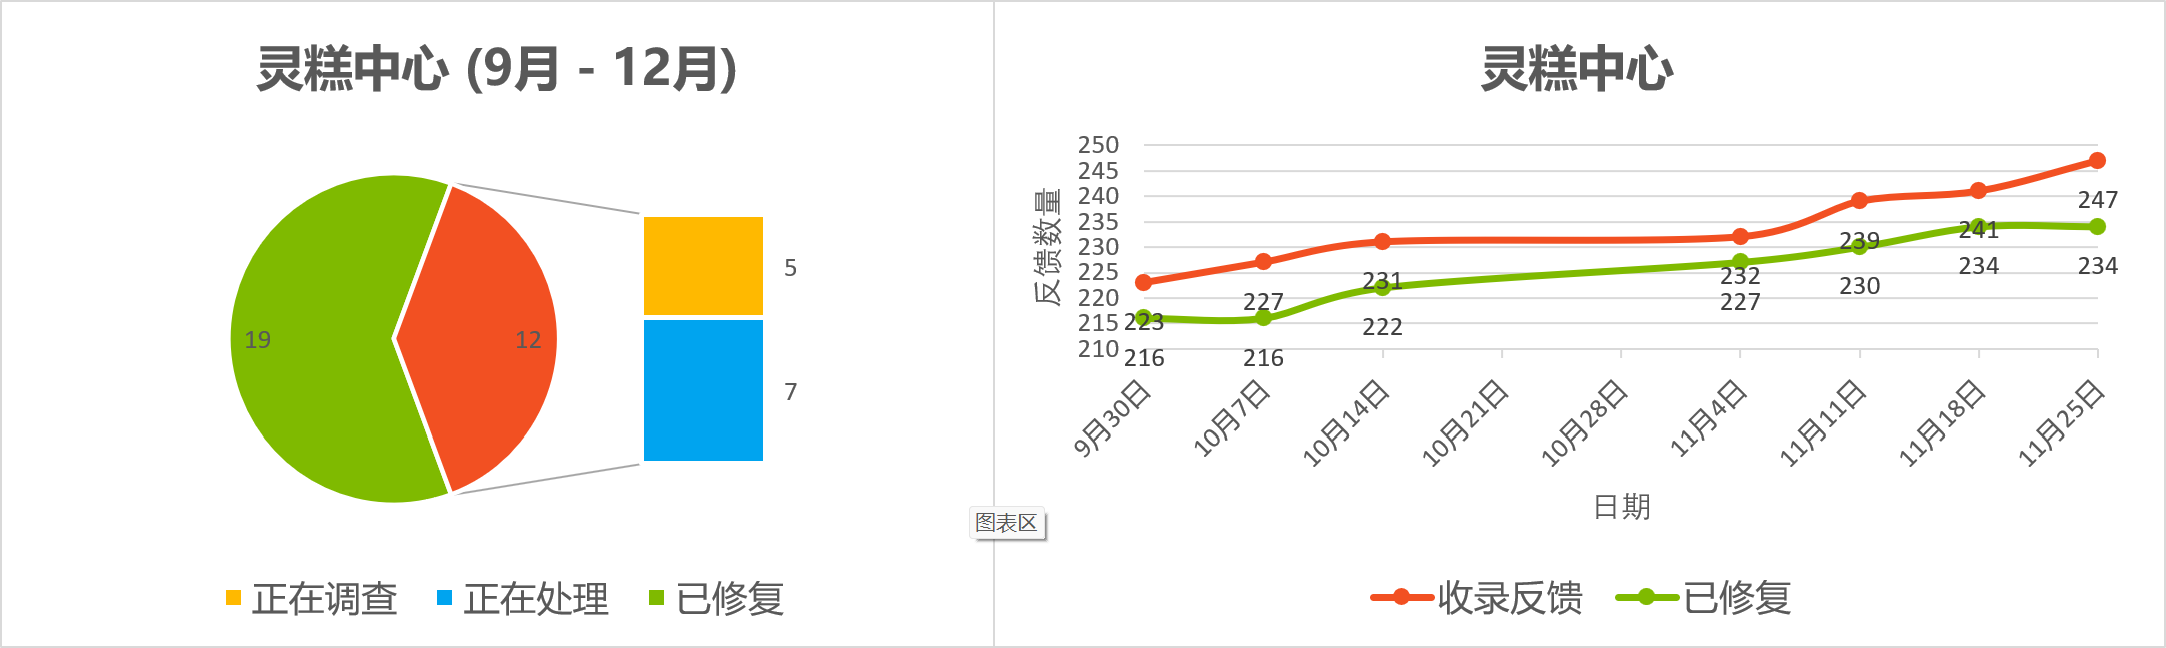 灵糕中心 (9月 - 12月)
19
12
5
7
正在调查
正在处理
已修复
图表区
灵糕中心
反馈数量
250
245
240
235
230
225
220
215
210
223
227
231
232
239
241
247
216
216
222
227
230
234
234
9月30日
10月7日
10月14日
10月21日
10月28日
11月4日
11月11日
11月18日
11月25日
日期
收录反馈
已修复